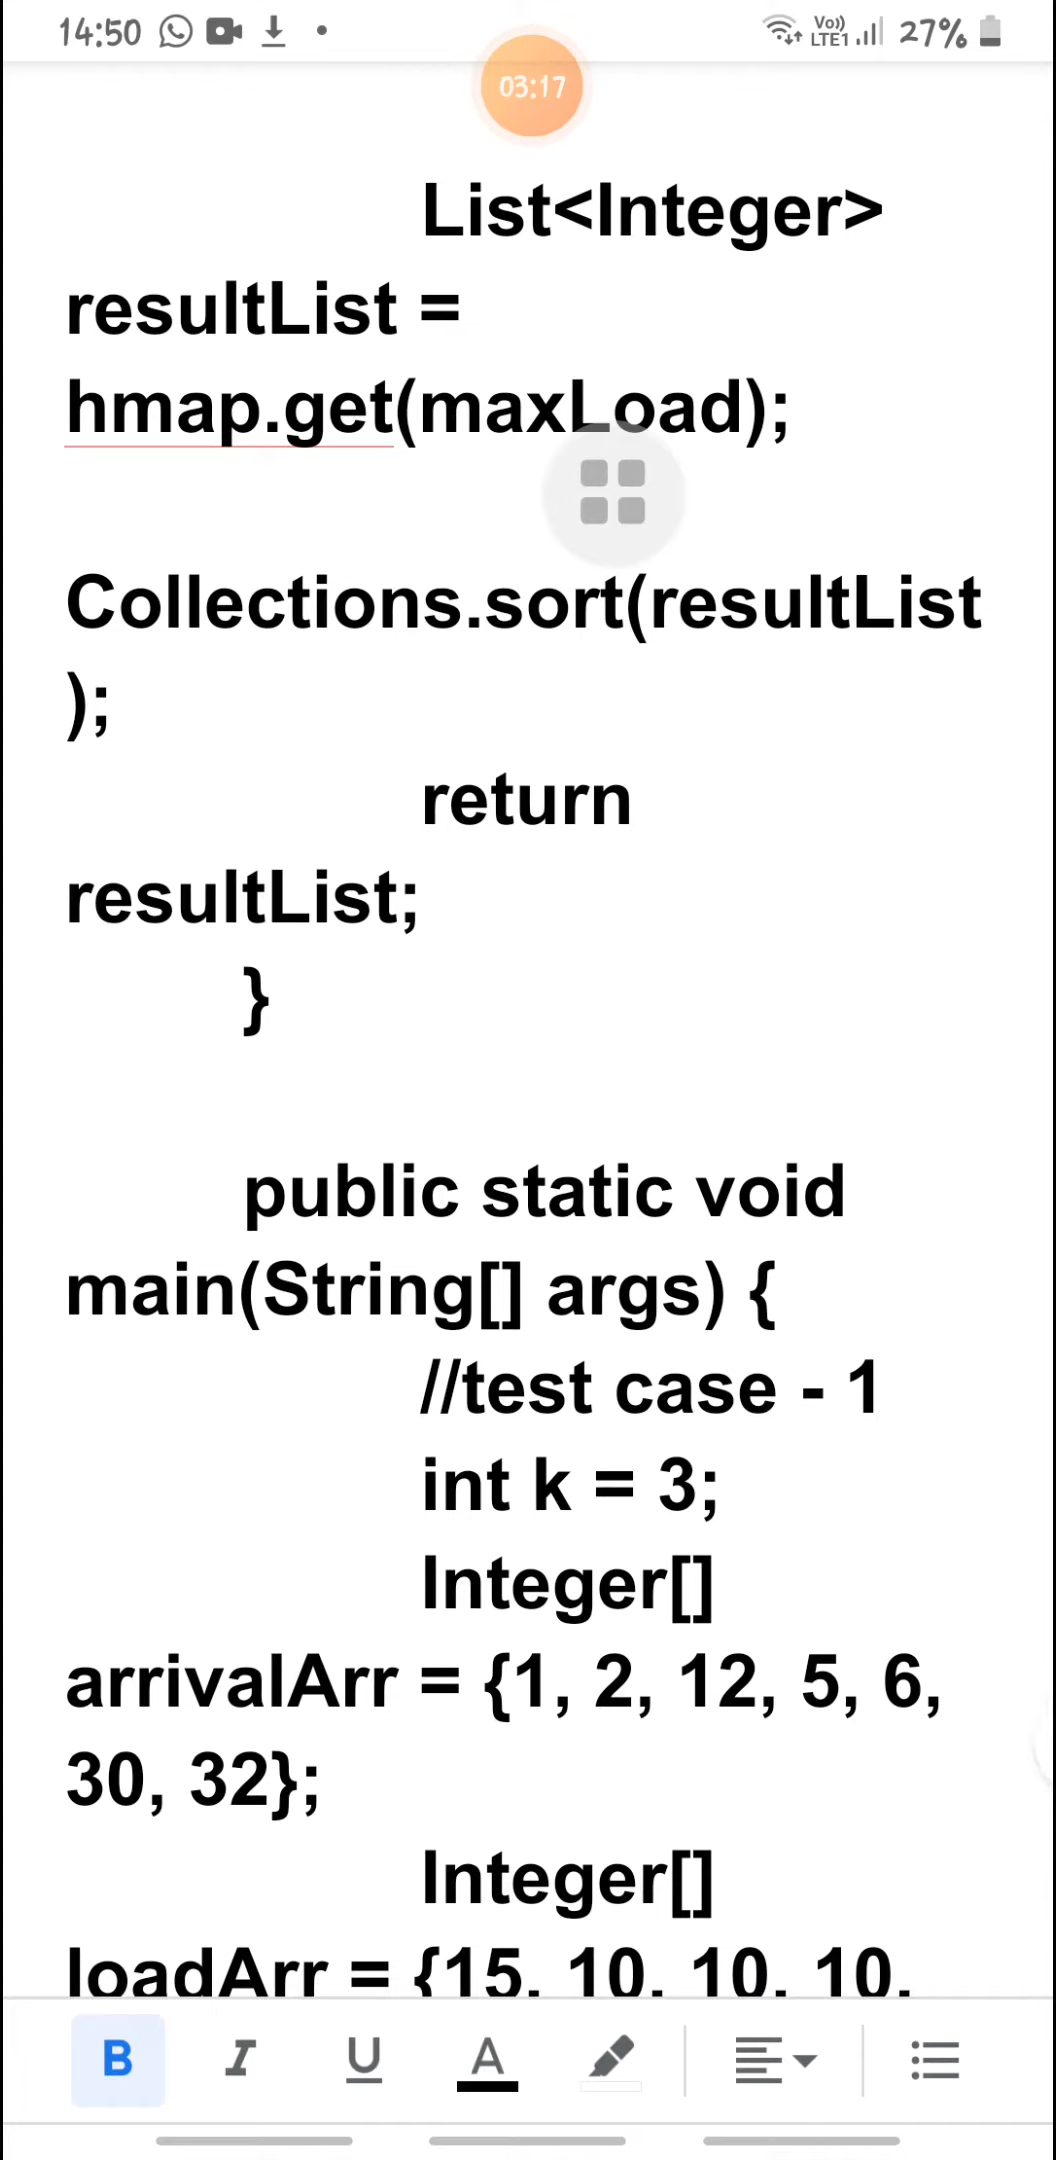 14:50
Vo))
LTE1
27%
03:17
List<Integer>
resultList =
hmap.get(maxLoad);
Collections.sort(resultList
);
return
resultList;
}
public static void
main(String[] args) {
//test case - 1
int k = 3;
Integer[]
arrivalArr = {1, 2, 12, 5, 6,
30, 32};
Integer[]
loadArr = {15, 10, 10, 10,
B I U A